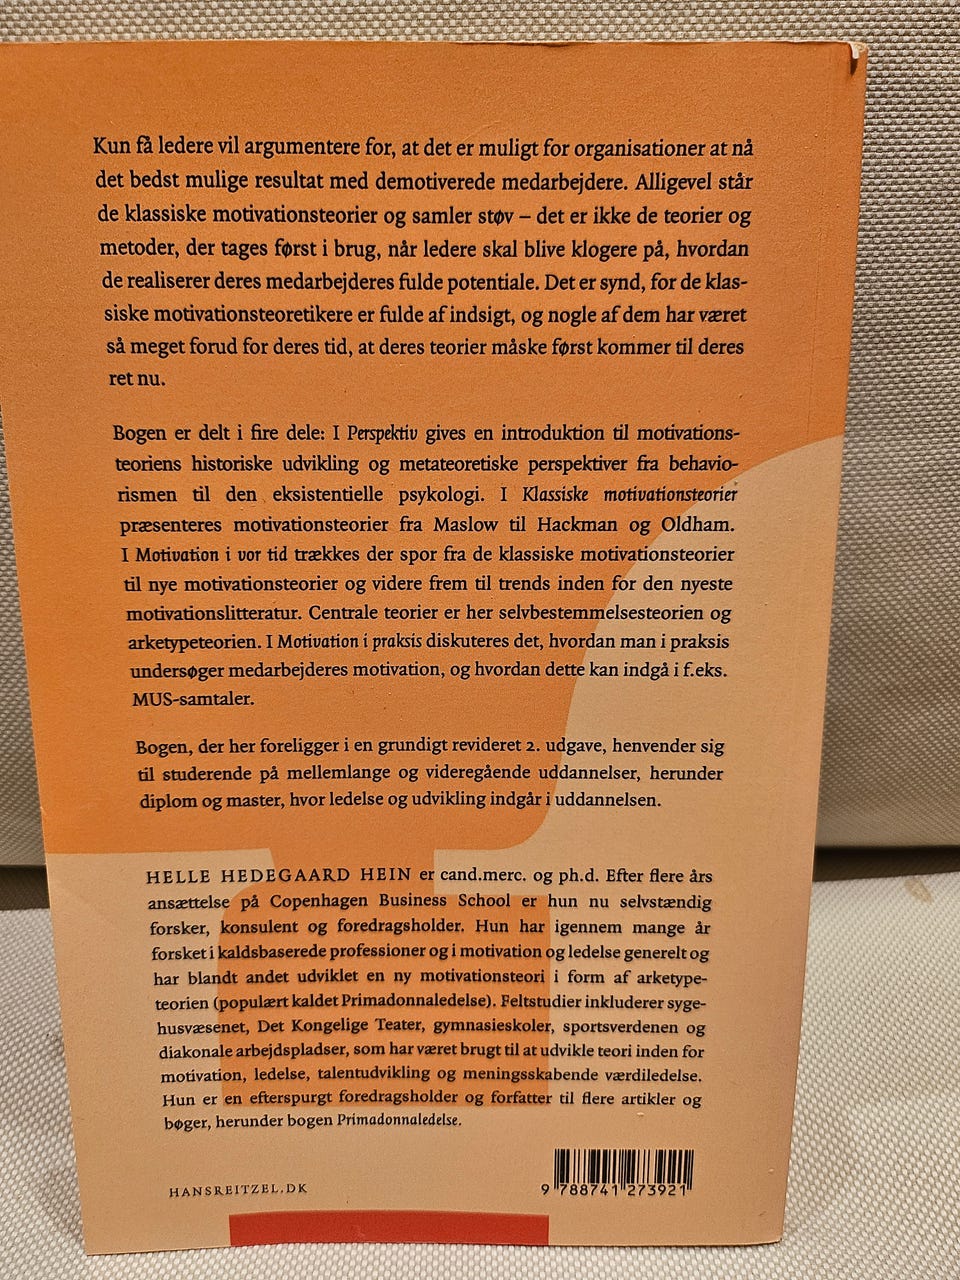 Kun få ledere vil argumentere for, at det er muligt for organisationer at nå
det bedst mulige resultat med demotiverede medarbejdere. Alligevel står
de klassiske motivationsteorier og samler støv – det er ikke de teorier og
metoder, der tages først i brug, når ledere skal blive klogere på, hvordan
de realiserer deres medarbejderes fulde potentiale. Det er synd, for de klas-
siske motivationsteoretikere er fulde af indsigt, og nogle af dem har været
så meget forud for deres tid, at deres teorier måske først kommer til deres
ret nu.
Bogen er delt i fire dele: I Perspektiv gives en introduktion til motivations-
teoriens historiske udvikling og metateoretiske perspektiver fra behavio-
rismen til den eksistentielle psykologi. I Klassiske motivationsteorier
præsenteres motivationsteorier fra Maslow til Hackman og Oldham.
I Motivation i vor tid trækkes der spor fra de klassiske motivationsteorier
til nye motivationsteorier og videre frem til trends inden for den nyeste
motivationslitteratur. Centrale teorier er her selvbestemmelsesteorien og
arketypeteorien. I Motivation i praksis diskuteres det, hvordan man i praksis
undersøger medarbejderes motivation, og hvordan dette kan indgå i f.eks.
MUS-samtaler.
Bogen, der her foreligger i en grundigt revideret 2. udgave, henvender sig
til studerende på mellemlange og videregående uddannelser, herunder
diplom og master, hvor ledelse og udvikling indgår i uddannelsen.
HELLE HEDEGAARD HEIN er cand.merc. og ph.d. Efter flere års
ansættelse på Copenhagen Business School er hun nu selvstændig
forsker, konsulent og foredragsholder. Hun har igennem mange år
forsket i kaldsbaserede professioner og i motivation og ledelse generelt og
har blandt andet udviklet en ny motivationsteori i form af arketype-
teorien (populært kaldet Primadonnaledelse). Feltstudier inkluderer syge-
husvæsenet, Det Kongelige Teater, gymnasieskoler, sportsverdenen og
diakonale arbejdspladser, som har været brugt til at udvikle teori inden for
motivation, ledelse, talentudvikling og meningsskabende værdiledelse.
Hun er en efterspurgt foredragsholder og forfatter til flere artikler og
bøger, herunder bogen Primadonnaledelse.
HANSREITZEL.DK
9 788741 273921